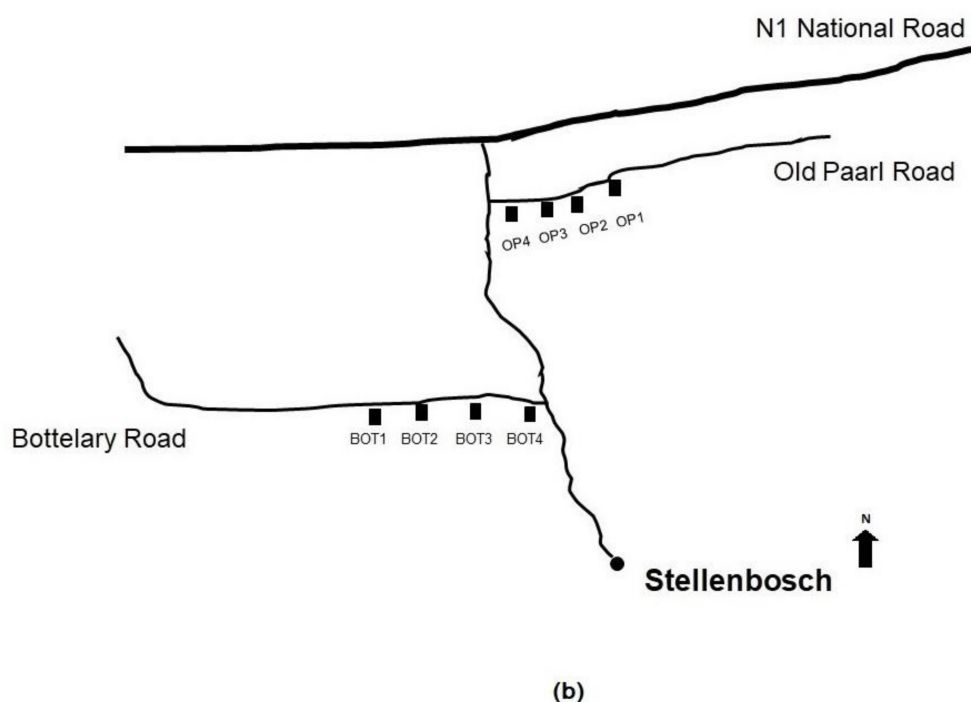 N1 National Road
Old Paarl Road
OP4 OP3 OP2 OP1
Bottelary Road
BOT1 BOT2 BOT3 BOT4
N
Stellenbosch
(b)